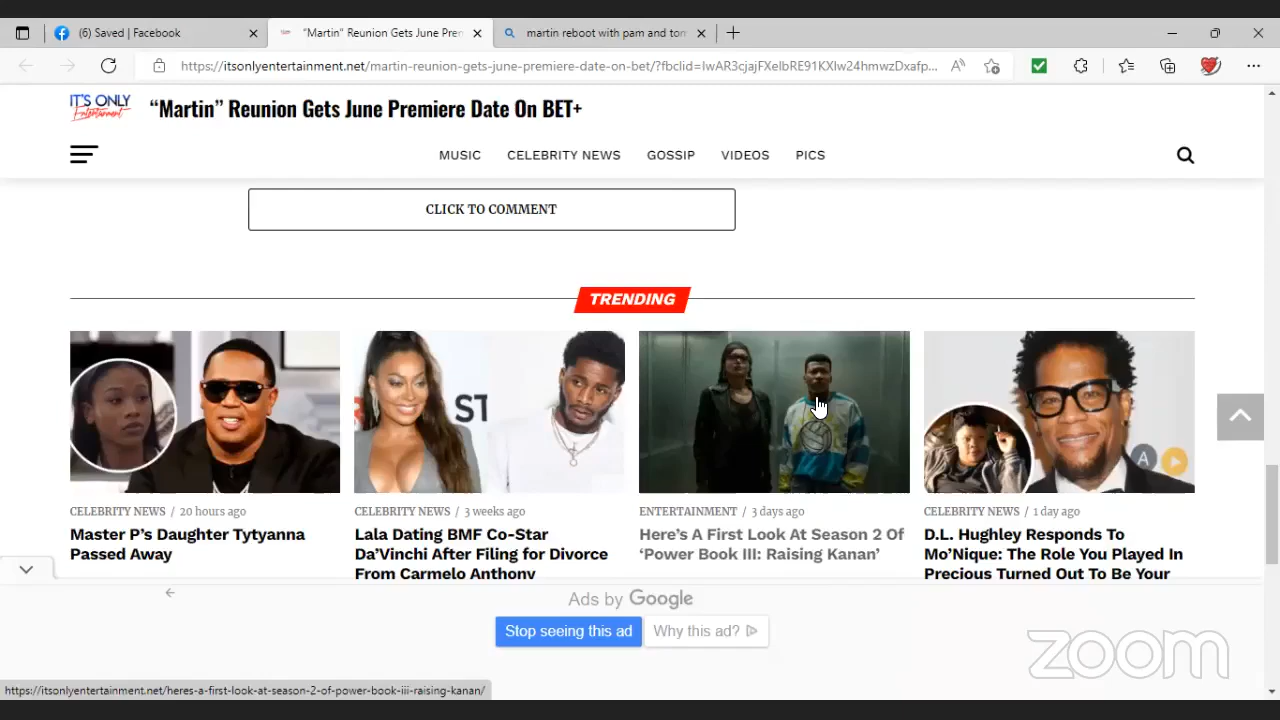 (6) Saved | Facebook
"Martin" Reunion Gets June Prem
martin reboot with pam and tom
https://itsonlyentertainment.net/martin-reunion-gets-june-premiere-date-on-bet/?fbclid=IwAR3cjajFXelbRE91KXlw24hmwzDxafp...
IT'S ONLY
Entertainment
“Martin” Reunion Gets June Premiere Date On BET+
MUSIC CELEBRITY NEWS GOSSIP VIDEOS PICS
CLICK TO COMMENT
TRENDING
ST
A
CELEBRITY NEWS / 20 hours ago
Master P’s Daughter Tytyanna
Passed Away
CELEBRITY NEWS / 3 weeks ago
Lala Dating BMF Co-Star
Da’Vinchi After Filing for Divorce
From Carmelo Anthony
ENTERTAINMENT / 3 days ago
Here’s A First Look At Season 2 Of
‘Power Book III: Raising Kanan’
CELEBRITY NEWS / 1 day ago
D.L. Hughley Responds To
Mo’Nique: The Role You Played In
Precious Turned Out To Be Your
Ads by Google
Stop seeing this ad
Why this ad?
zoom
https://itsonlyentertainment.net/heres-a-first-look-at-season-2-of-power-book-iii-raising-kanan/